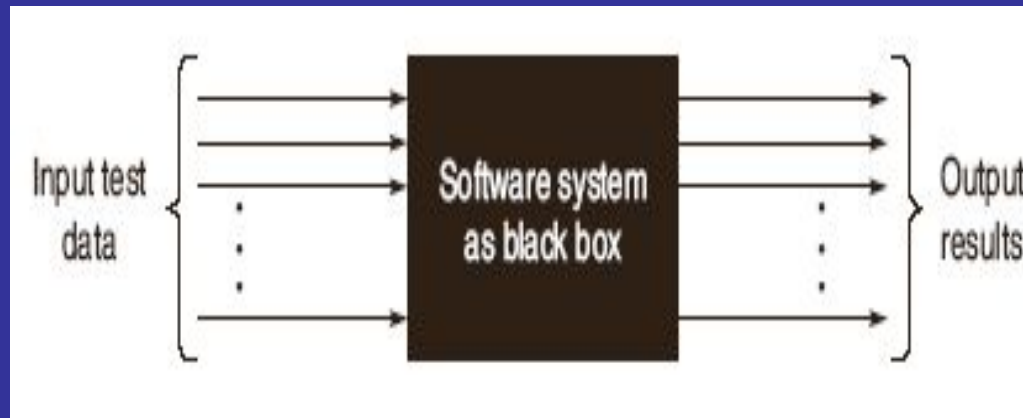 Input test
data
Software system
as black box
Output
results